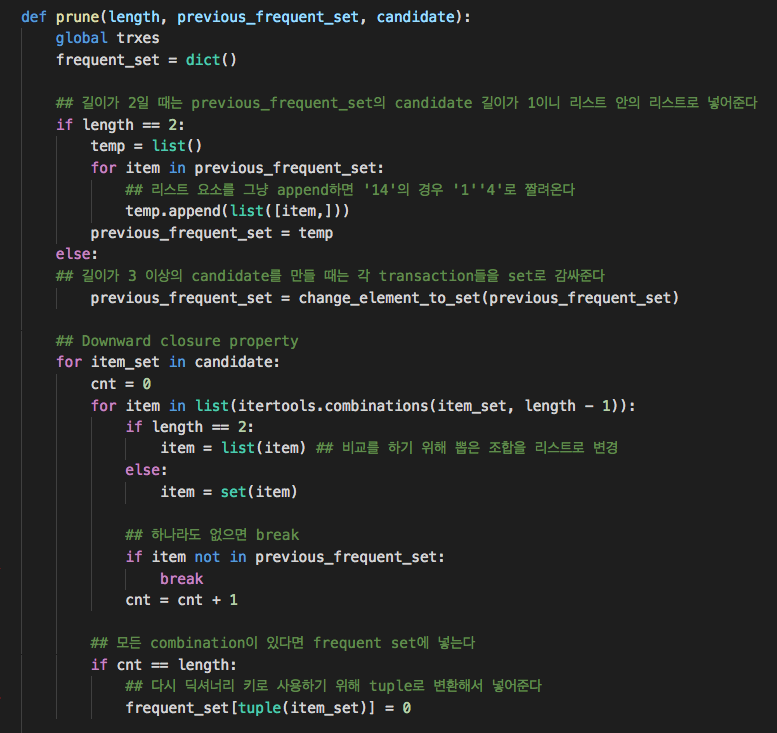 def prune(length, previous_frequent_set, candidate):
    global trxes
    frequent_set = dict()

    ## 길이가 2일 때는 previous_frequent_set의 candidate 길이가 1이니 리스트 안의 리스트로 넣어준다
    if length == 2:
        temp = list()
        for item in previous_frequent_set:
            ## 리스트 요소를 그냥 append하면 '14'의 경우 '1''4'로 짤려온다
            temp.append(list([item,]))
        previous_frequent_set = temp
    else:
    ## 길이가 3 이상의 candidate를 만들 때는 각 transaction들을 set로 감싸준다
        previous_frequent_set = change_element_to_set(previous_frequent_set)

    ## Downward closure property
    for item_set in candidate:
        cnt = 0
        for item in list(itertools.combinations(item_set, length - 1)):
            if length == 2:
                item = list(item) ## 비교를 하기 위해 뽑은 조합을 리스트로 변경
            else:
                item = set(item)

            ## 하나라도 없으면 break
            if item not in previous_frequent_set:
                break
            cnt = cnt + 1

        ## 모든 combination이 있다면 frequent set에 넣는다
        if cnt == length:
            ## 다시 딕셔너리 키로 사용하기 위해 tuple로 변환해서 넣어준다
            frequent_set[tuple(item_set)] = 0